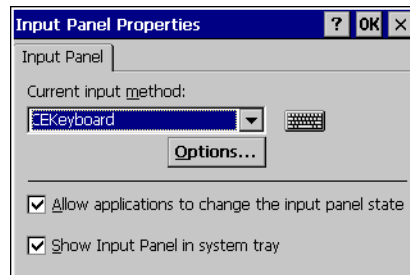 Input Panel Properties ? OK ×
Input Panel
Current input method:
CEKeyboard
Options...
Allow applications to change the input panel state
Show Input Panel in system tray